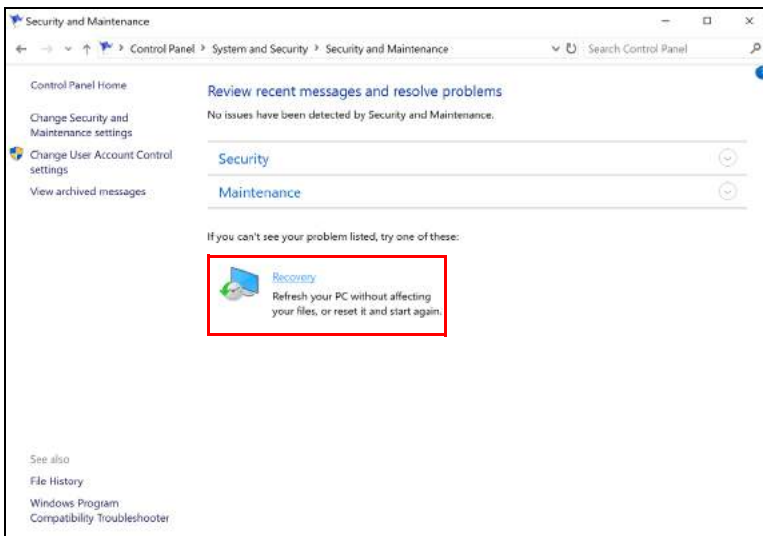 Security and Maintenance
Control Panel > System and Security > Security and Maintenance
Search Control Panel
Control Panel Home
Change Security and
Maintenance settings
Change User Account Control
settings
View archived messages
Review recent messages and resolve problems
No issues have been detected by Security and Maintenance.
Security
Maintenance
If you can't see your problem listed, try one of these:
Recovery
Refresh your PC without affecting
your files, or reset it and start again.
See also
File History
Windows Program
Compatibility Troubleshooter